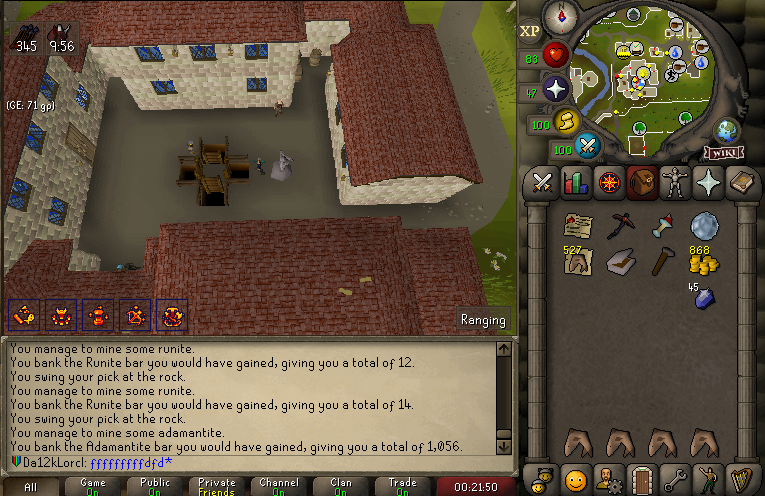 345
9:56
(GE: 71 gp)
XP
83
47
100
100
WIKI
527
868
45
Ranging
You manage to mine some runite.
You bank the Runite bar you would have gained, giving you a total of 12.
You swing your pick at the rock.
You manage to mine some runite.
You bank the Runite bar you would have gained, giving you a total of 14.
You swing your pick at the rock.
You manage to mine some adamantite.
You bank the Adamantite bar you would have gained, giving you a total of 1,056.
Da12kLorcl: fffffffffdfd*
All
Game On
Public On
Private Friends
Channel On
Clan On
Trade On
00:21:50